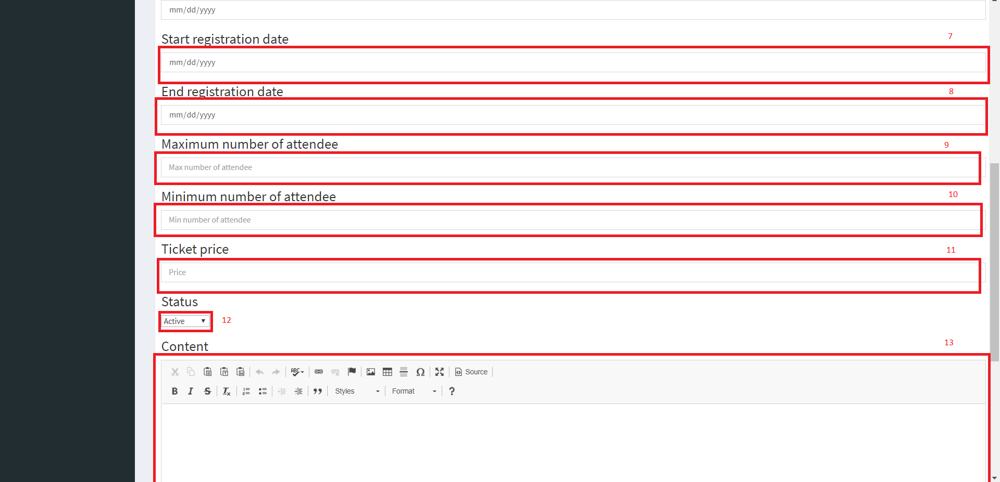 mm/dd/yyyy
Start registration date 7
mm/dd/yyyy
End registration date 8
mm/dd/yyyy
Maximum number of attendee 9
Max number of attendee
Minimum number of attendee 10
Min number of attendee
Ticket price 11
Price
Status
Active 12
Content 13
ABC Ω Source
B I S Ix Styles Format ?